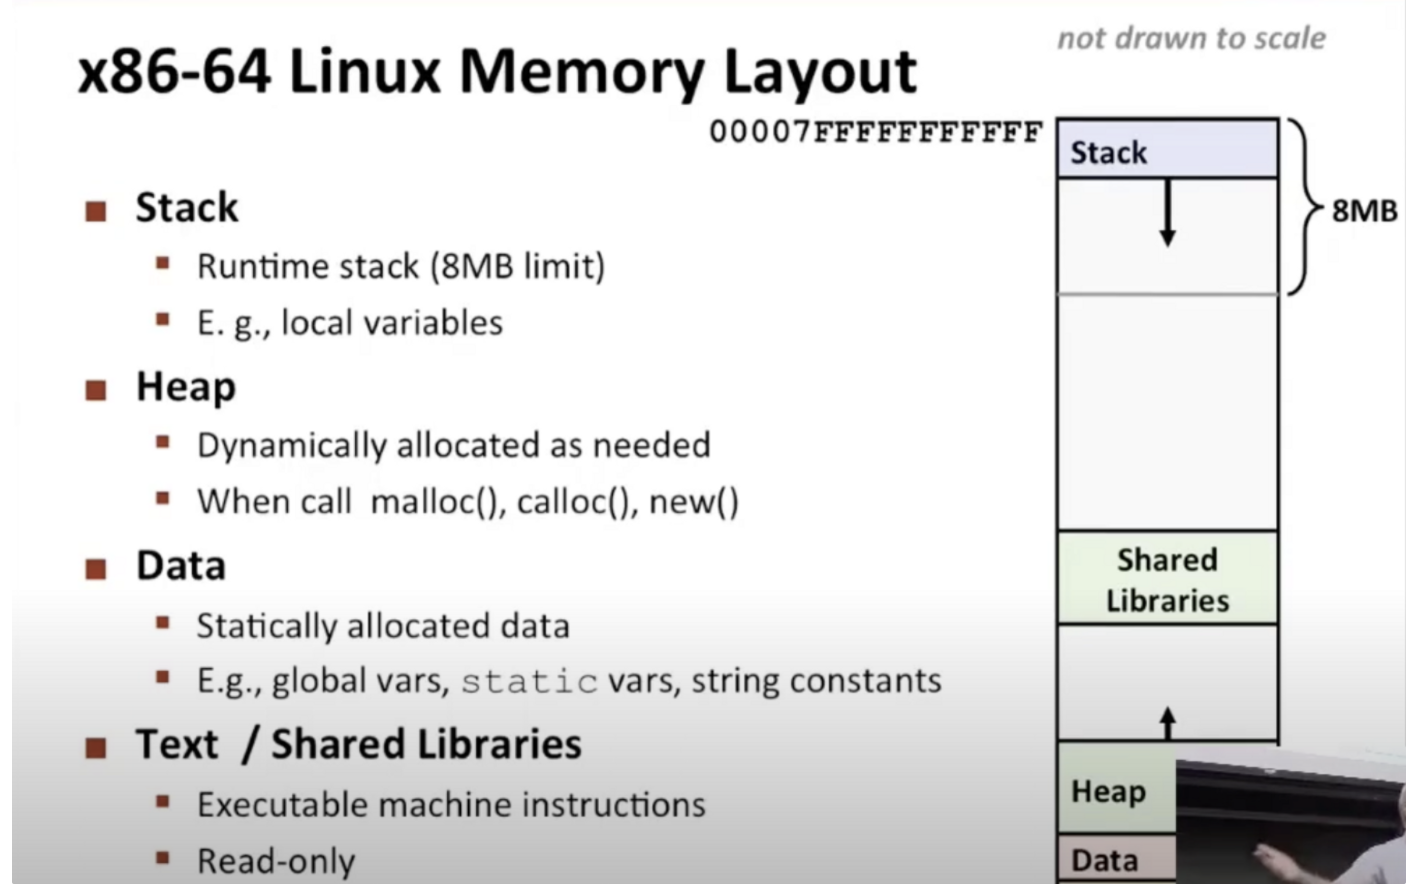 not drawn to scale
x86-64 Linux Memory Layout
00007FFFFFFFFFFF
Stack
8MB
Stack
Runtime stack (8MB limit)
E. g., local variables
Heap
Dynamically allocated as needed
When call malloc(), calloc(), new()
Data
Statically allocated data
E.g., global vars, static vars, string constants
Text / Shared Libraries
Executable machine instructions
Read-only
Shared
Libraries
Heap
Data